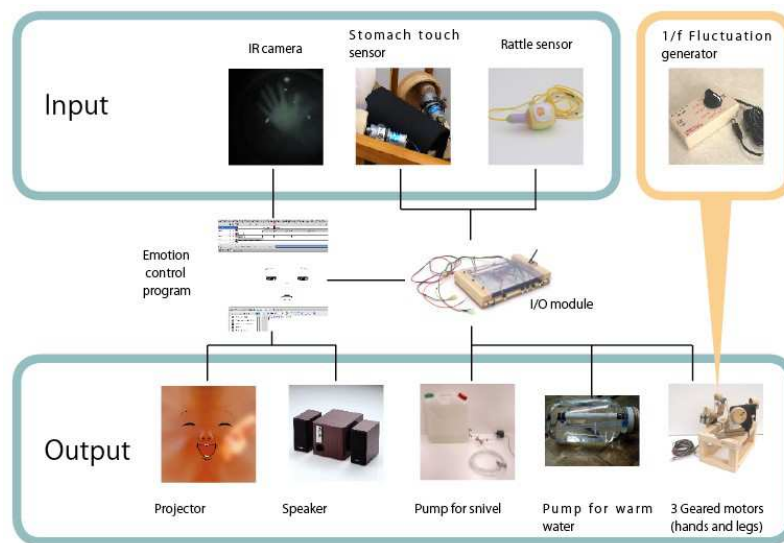 IR camera
Stomach touch
sensor
Rattle sensor
1/f Fluctuation
generator
Input
Emotion
control
program
I/O module
Output
Projector
Speaker
Pump for snivel
Pump for warm
water
3 Geared motors
(hands and legs)